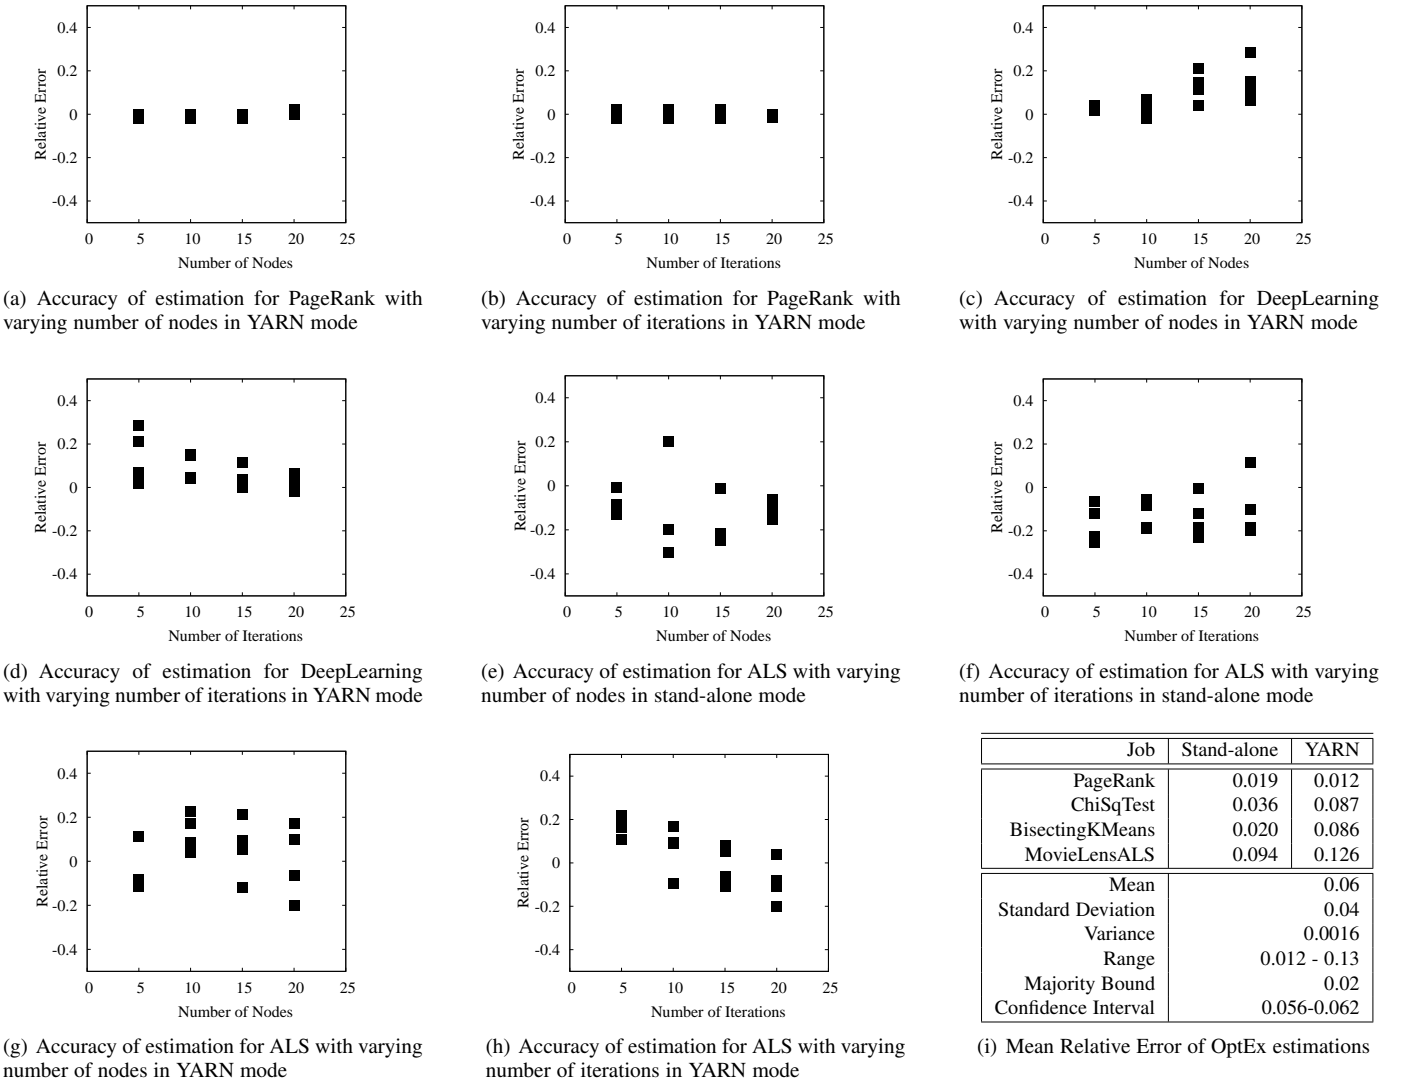 0.4
0.2
0
-0.2
-0.4
Relative Error
0 5 10 15 20 25
Number of Nodes
(a) Accuracy of estimation for PageRank with
varying number of nodes in YARN mode
0.4
0.2
0
-0.2
-0.4
Relative Error
0 5 10 15 20 25
Number of Iterations
(b) Accuracy of estimation for PageRank with
varying number of iterations in YARN mode
0.4
0.2
0
-0.2
-0.4
Relative Error
0 5 10 15 20 25
Number of Nodes
(c) Accuracy of estimation for DeepLearning
with varying number of nodes in YARN mode
0.4
0.2
0
-0.2
-0.4
Relative Error
0 5 10 15 20 25
Number of Iterations
(d) Accuracy of estimation for DeepLearning
with varying number of iterations in YARN mode
0.4
0.2
0
-0.2
-0.4
Relative Error
0 5 10 15 20 25
Number of Nodes
(e) Accuracy of estimation for ALS with varying
number of nodes in stand-alone mode
0.4
0.2
0
-0.2
-0.4
Relative Error
0 5 10 15 20 25
Number of Iterations
(f) Accuracy of estimation for ALS with varying
number of iterations in stand-alone mode
0.4
0.2
0
-0.2
-0.4
Relative Error
0 5 10 15 20 25
Number of Nodes
(g) Accuracy of estimation for ALS with varying
number of nodes in YARN mode
0.4
0.2
0
-0.2
-0.4
Relative Error
0 5 10 15 20 25
Number of Iterations
(h) Accuracy of estimation for ALS with varying
number of iterations in YARN mode
Job Stand-alone YARN
PageRank 0.019 0.012
ChiSqTest 0.036 0.087
BisectingKMeans 0.020 0.086
MovieLensALS 0.094 0.126
Mean 0.06
Standard Deviation 0.04
Variance 0.0016
Range 0.012 - 0.13
Majority Bound 0.02
Confidence Interval 0.056-0.062
(i) Mean Relative Error of OptEx estimations